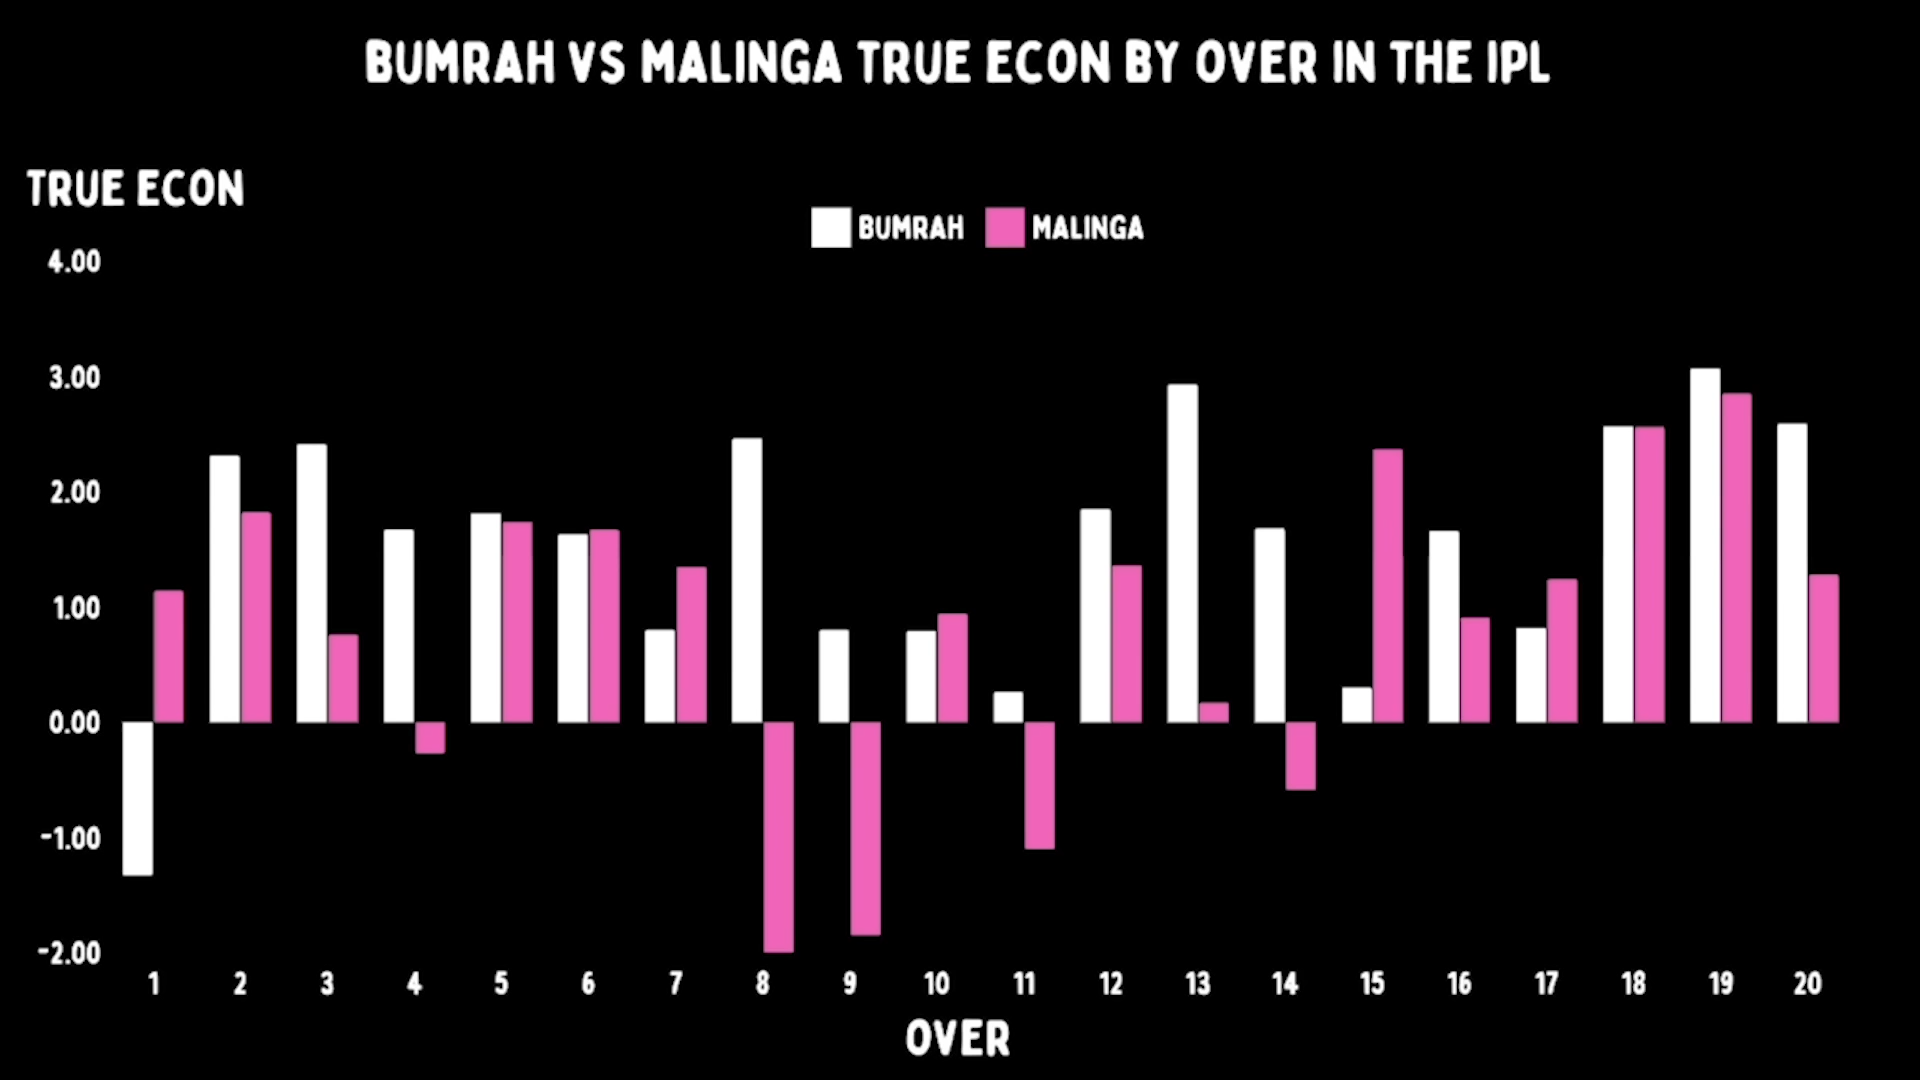 BUMRAH VS MALINGA TRUE ECON BY OVER IN THE IPL
TRUE ECON
BUMRAH MALINGA
4.00
3.00
2.00
1.00
0.00
-1.00
-2.00
1 2 3 4 5 6 7 8 9 10 11 12 13 14 15 16 17 18 19 20
OVER